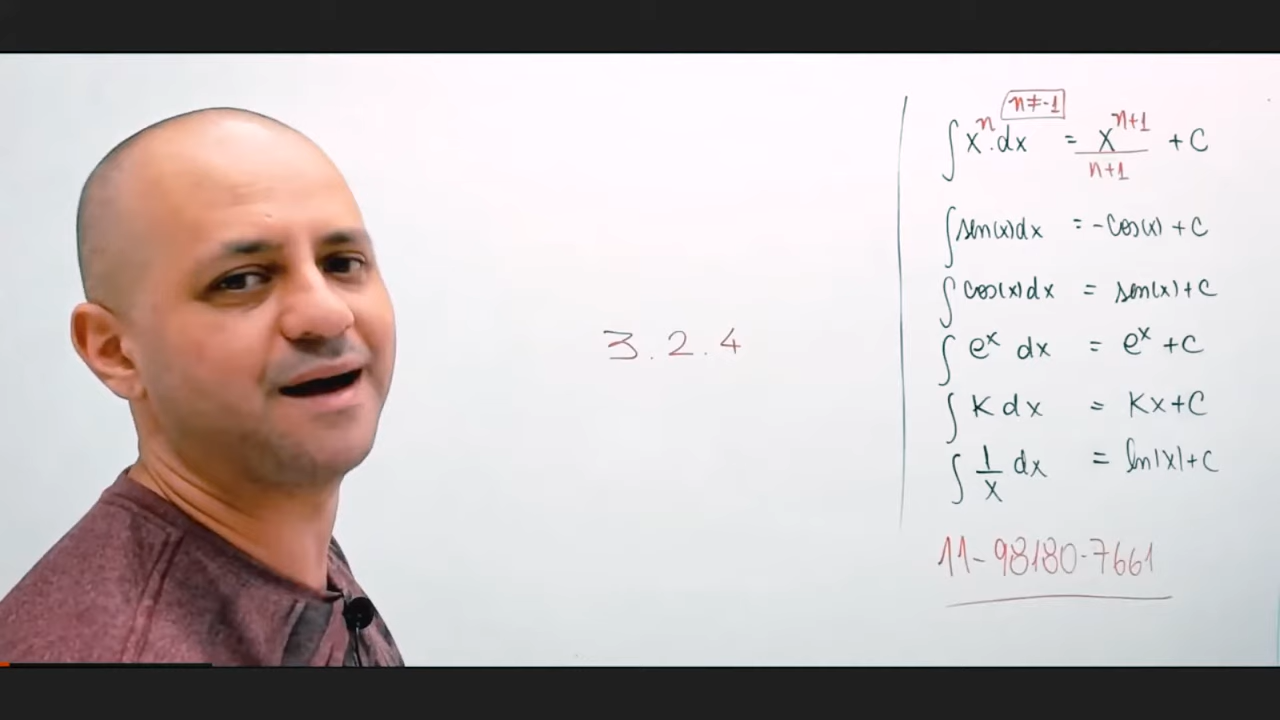 3.2.4
n≠-1
∫ xⁿ.dx = xⁿ⁺¹/n+1 + C
∫ sen(x)dx = -cos(x) + C
∫ cos(x)dx = sen(x) + C
∫ eˣ dx = eˣ + C
∫ K dx = Kx + C
∫ 1/x dx = ln|x| + C
11-98180-7661